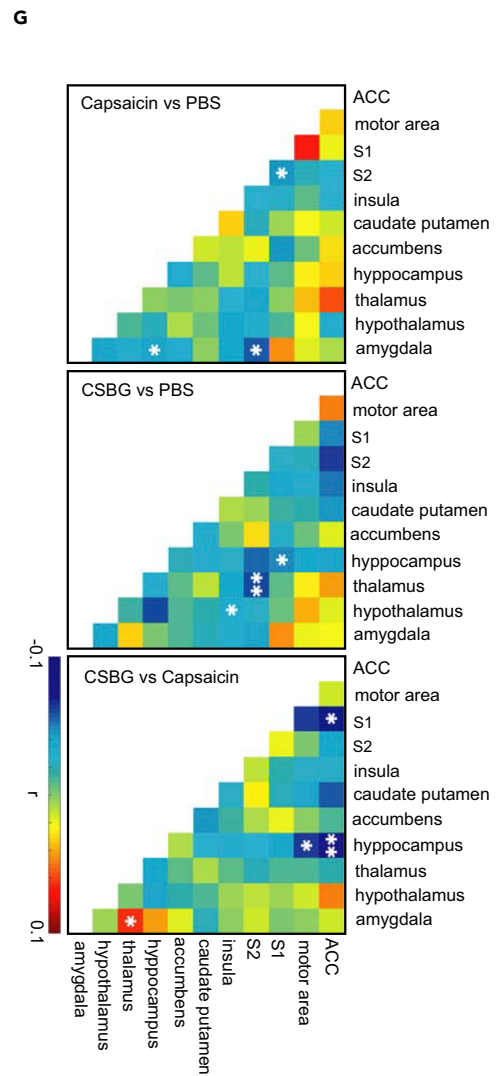 G
Capsaicin vs PBS
ACC
motor area
S1
S2
insula
caudate putamen
accumbens
hyppocampus
thalamus
hypothalamus
amygdala
*
*
*
CSBG vs PBS
ACC
motor area
S1
S2
insula
caudate putamen
accumbens
hyppocampus
thalamus
hypothalamus
amygdala
*
**
*
CSBG vs Capsaicin
ACC
motor area
S1
S2
insula
caudate putamen
accumbens
hyppocampus
thalamus
hypothalamus
amygdala
*
* **
*
-0.1
r
0.1
amygdala
hypothalamus
thalamus
hyppocampus
accumbens
caudate putamen
insula
S2
S1
motor area
ACC